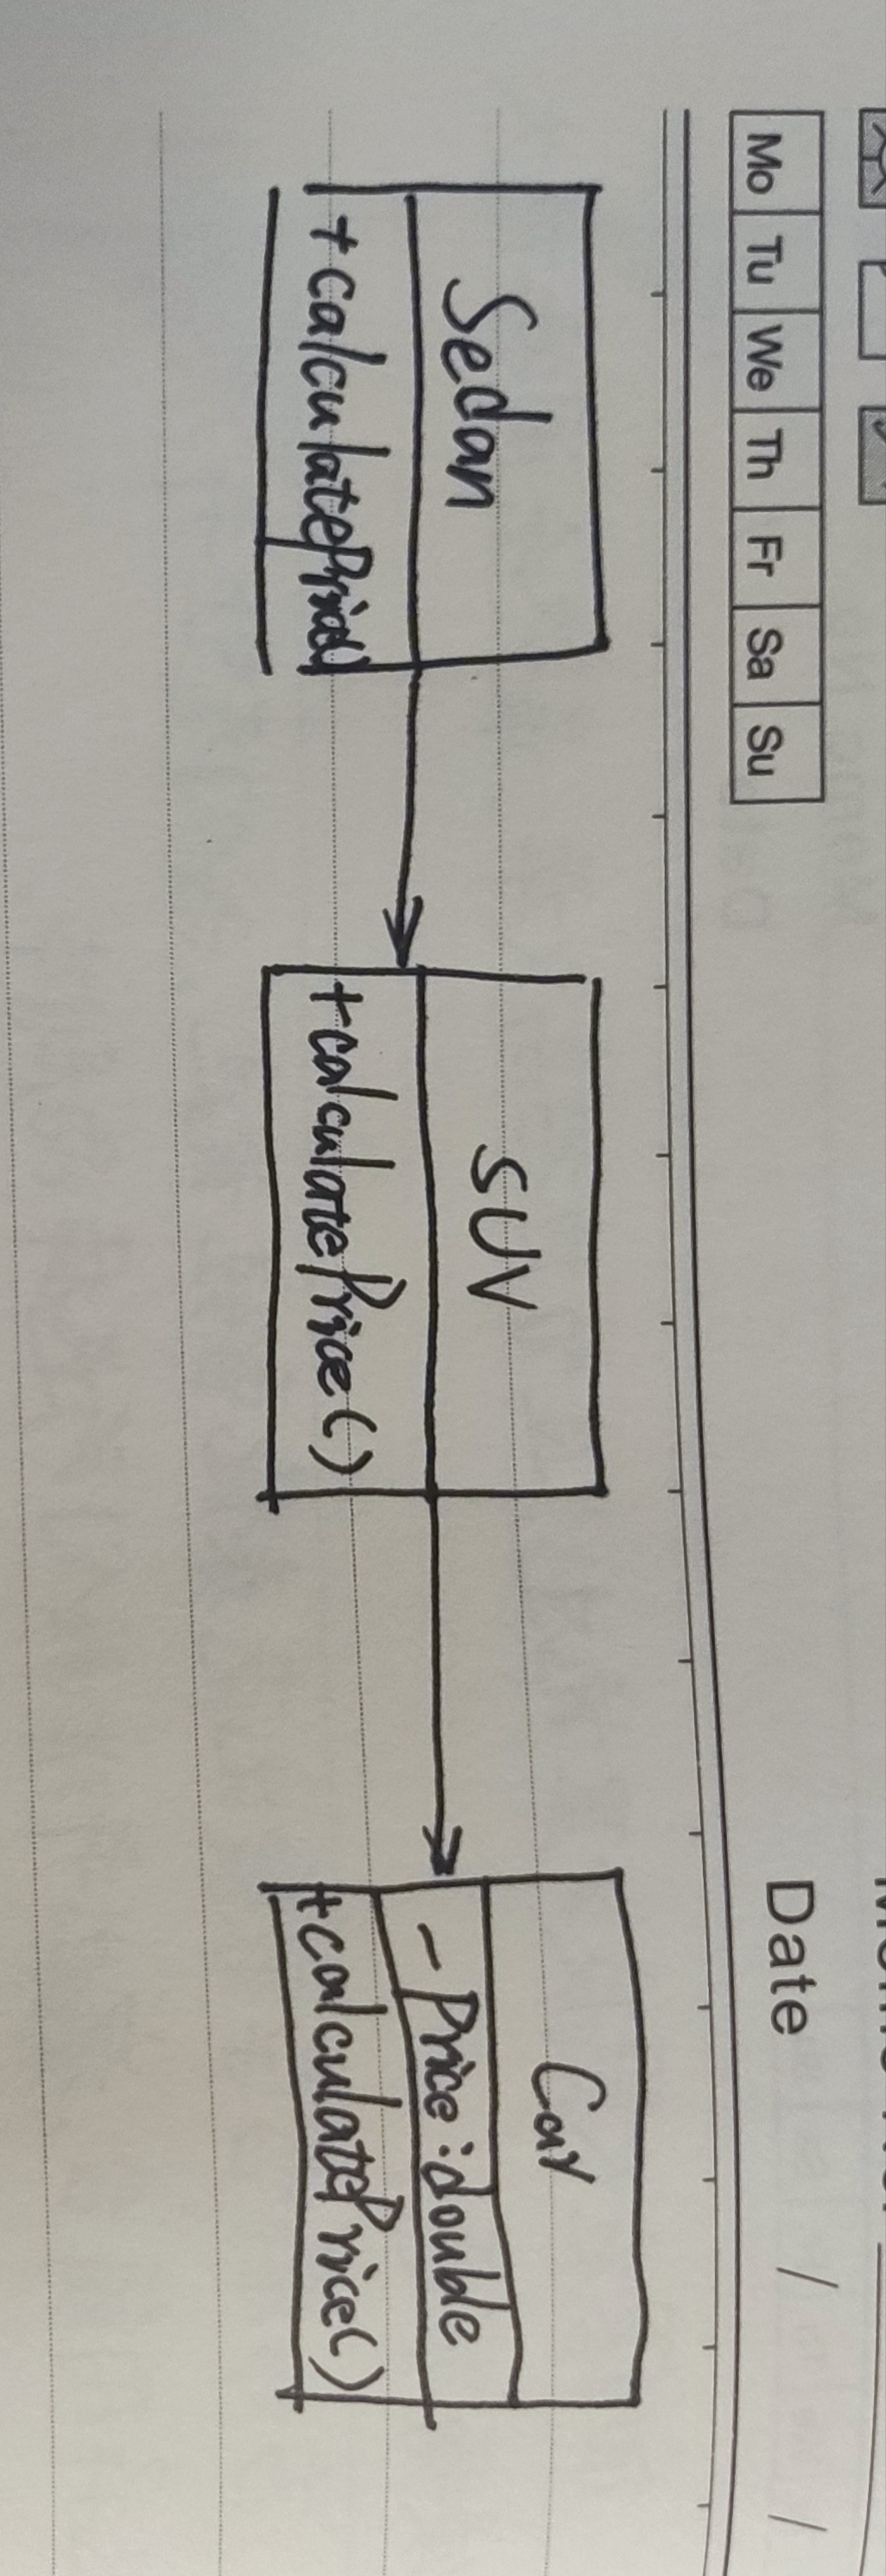 Mo Tu We Th Fr Sa Su
Date / /
Sedan
+calculatePrice()
SUV
+calculatePrice()
Car
- Price : double
+calculatePrice()